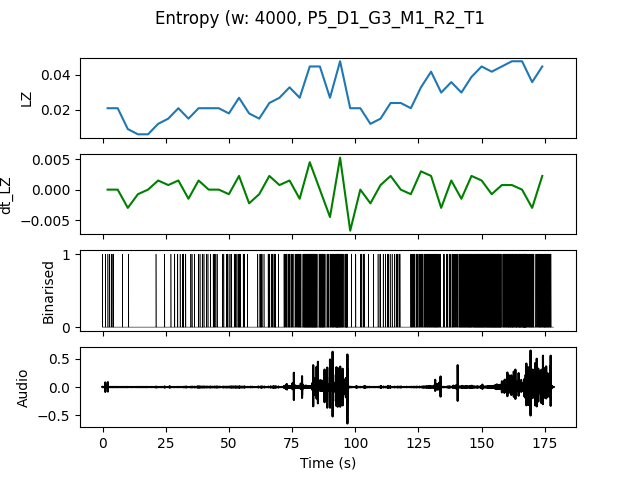 Entropy (w: 4000, P5_D1_G3_M1_R2_T1
LZ
0.04
0.02
dt_LZ
0.005
0.000
−0.005
Binarised
1
0
Audio
0.5
0.0
−0.5
0 25 50 75 100 125 150 175
Time (s)